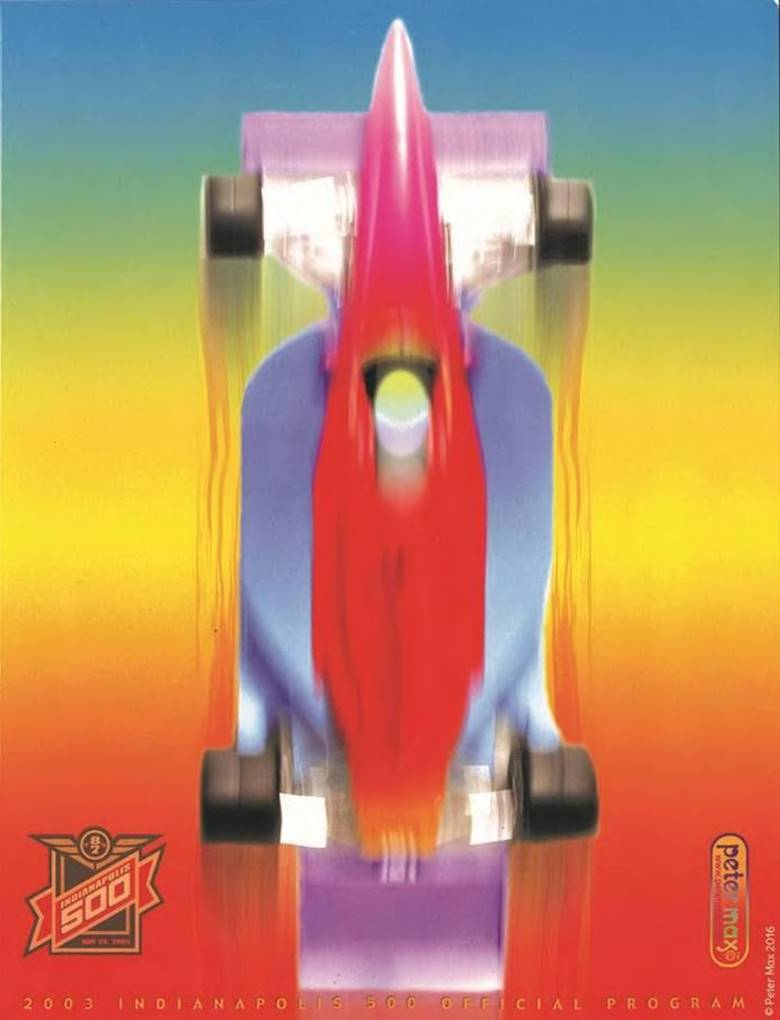 87
INDIANAPOLIS
500
peter max
2003 INDIANAPOLIS 500 OFFICIAL PROGRAM
© Peter Max 2016